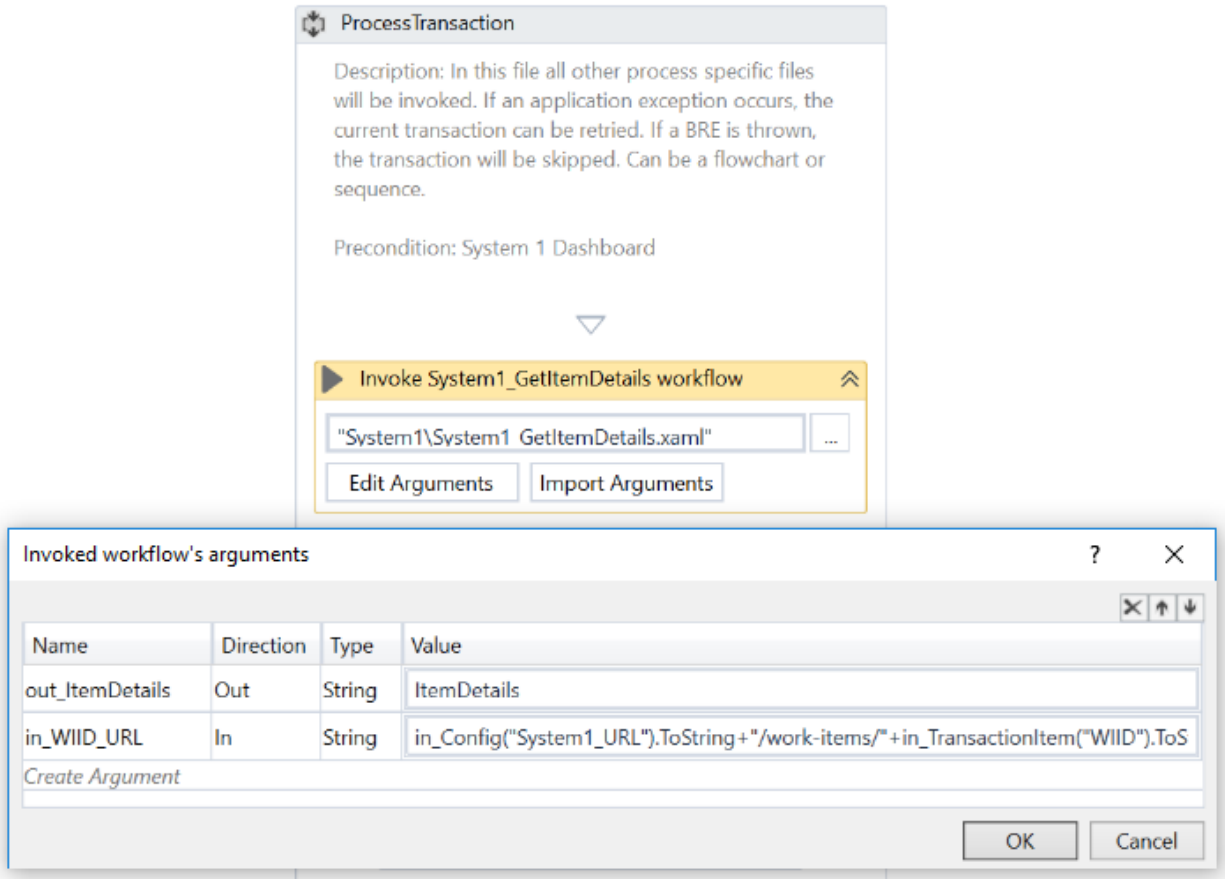 ProcessTransaction
Description: In this file all other process specific files
will be invoked. If an application exception occurs, the
current transaction can be retried. If a BRE is thrown,
the transaction will be skipped. Can be a flowchart or
sequence.
Precondition: System 1 Dashboard
Invoke System1_GetItemDetails workflow
"System1\System1_GetItemDetails.xaml"
...
Edit Arguments Import Arguments
Invoked workflow's arguments ?
Name Direction Type Value
out_ItemDetails Out String ItemDetails
in_WIID_URL In String in_Config("System1_URL").ToString+"/work-items/"+in_TransactionItem("WIID").ToS
Create Argument
OK Cancel